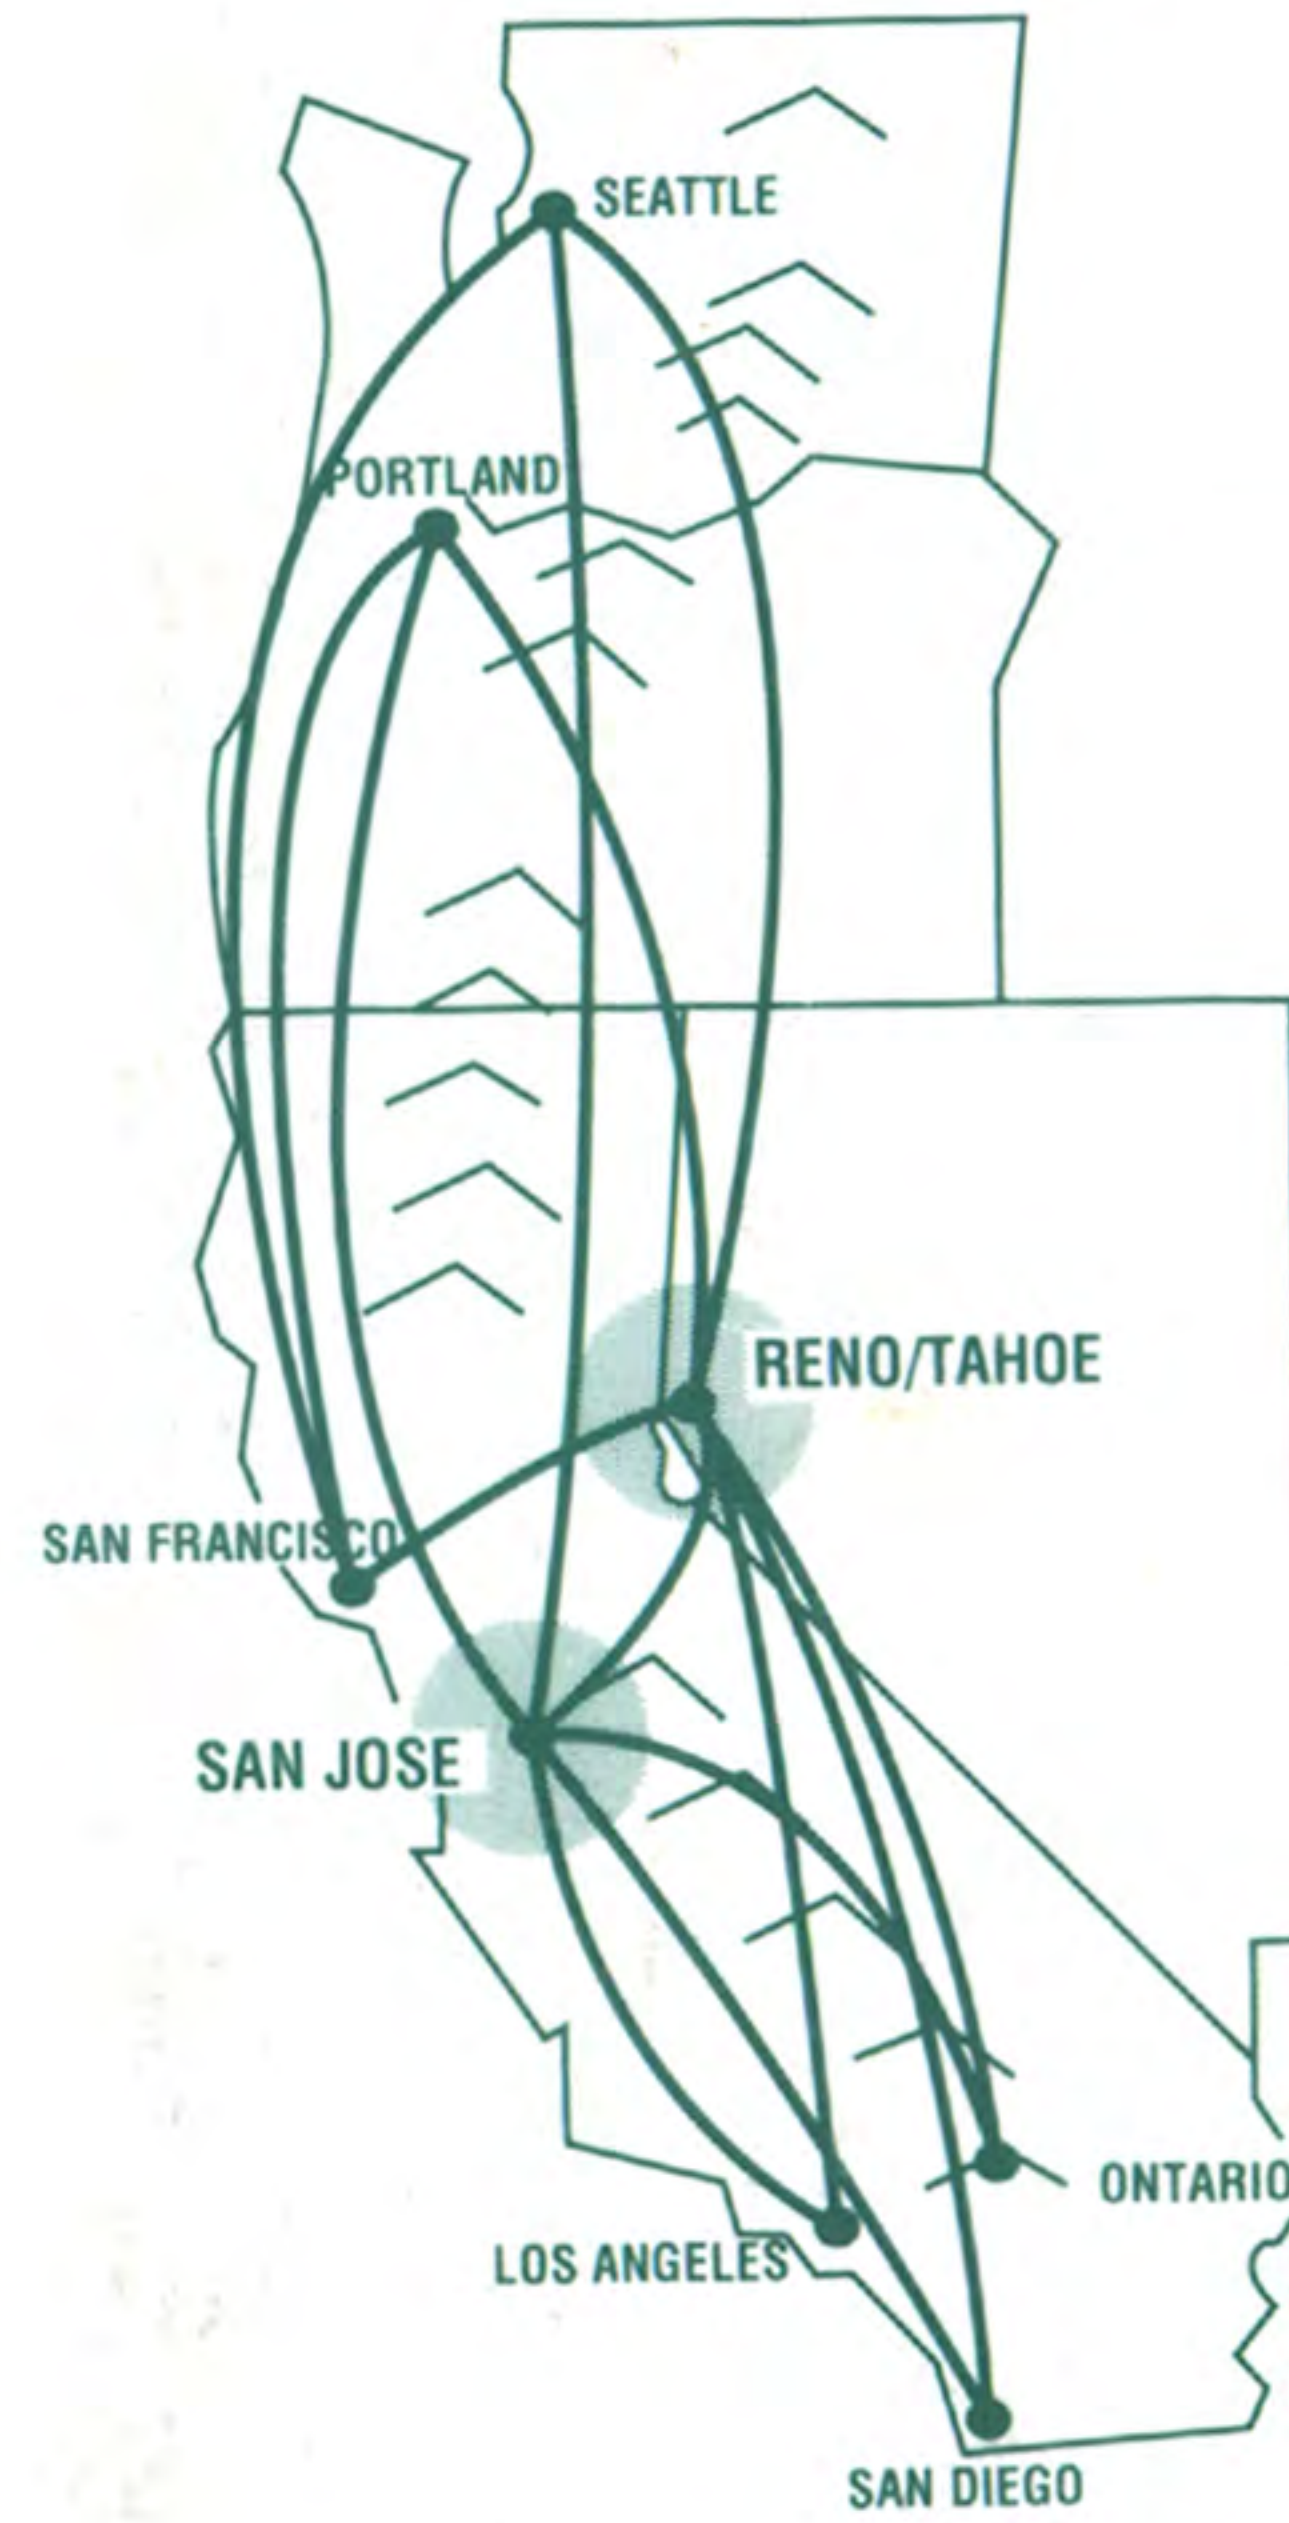 SEATTLE
PORTLAND
RENO/TAHOE
SAN FRANCISCO
SAN JOSE
ONTARIO
LOS ANGELES
SAN DIEGO